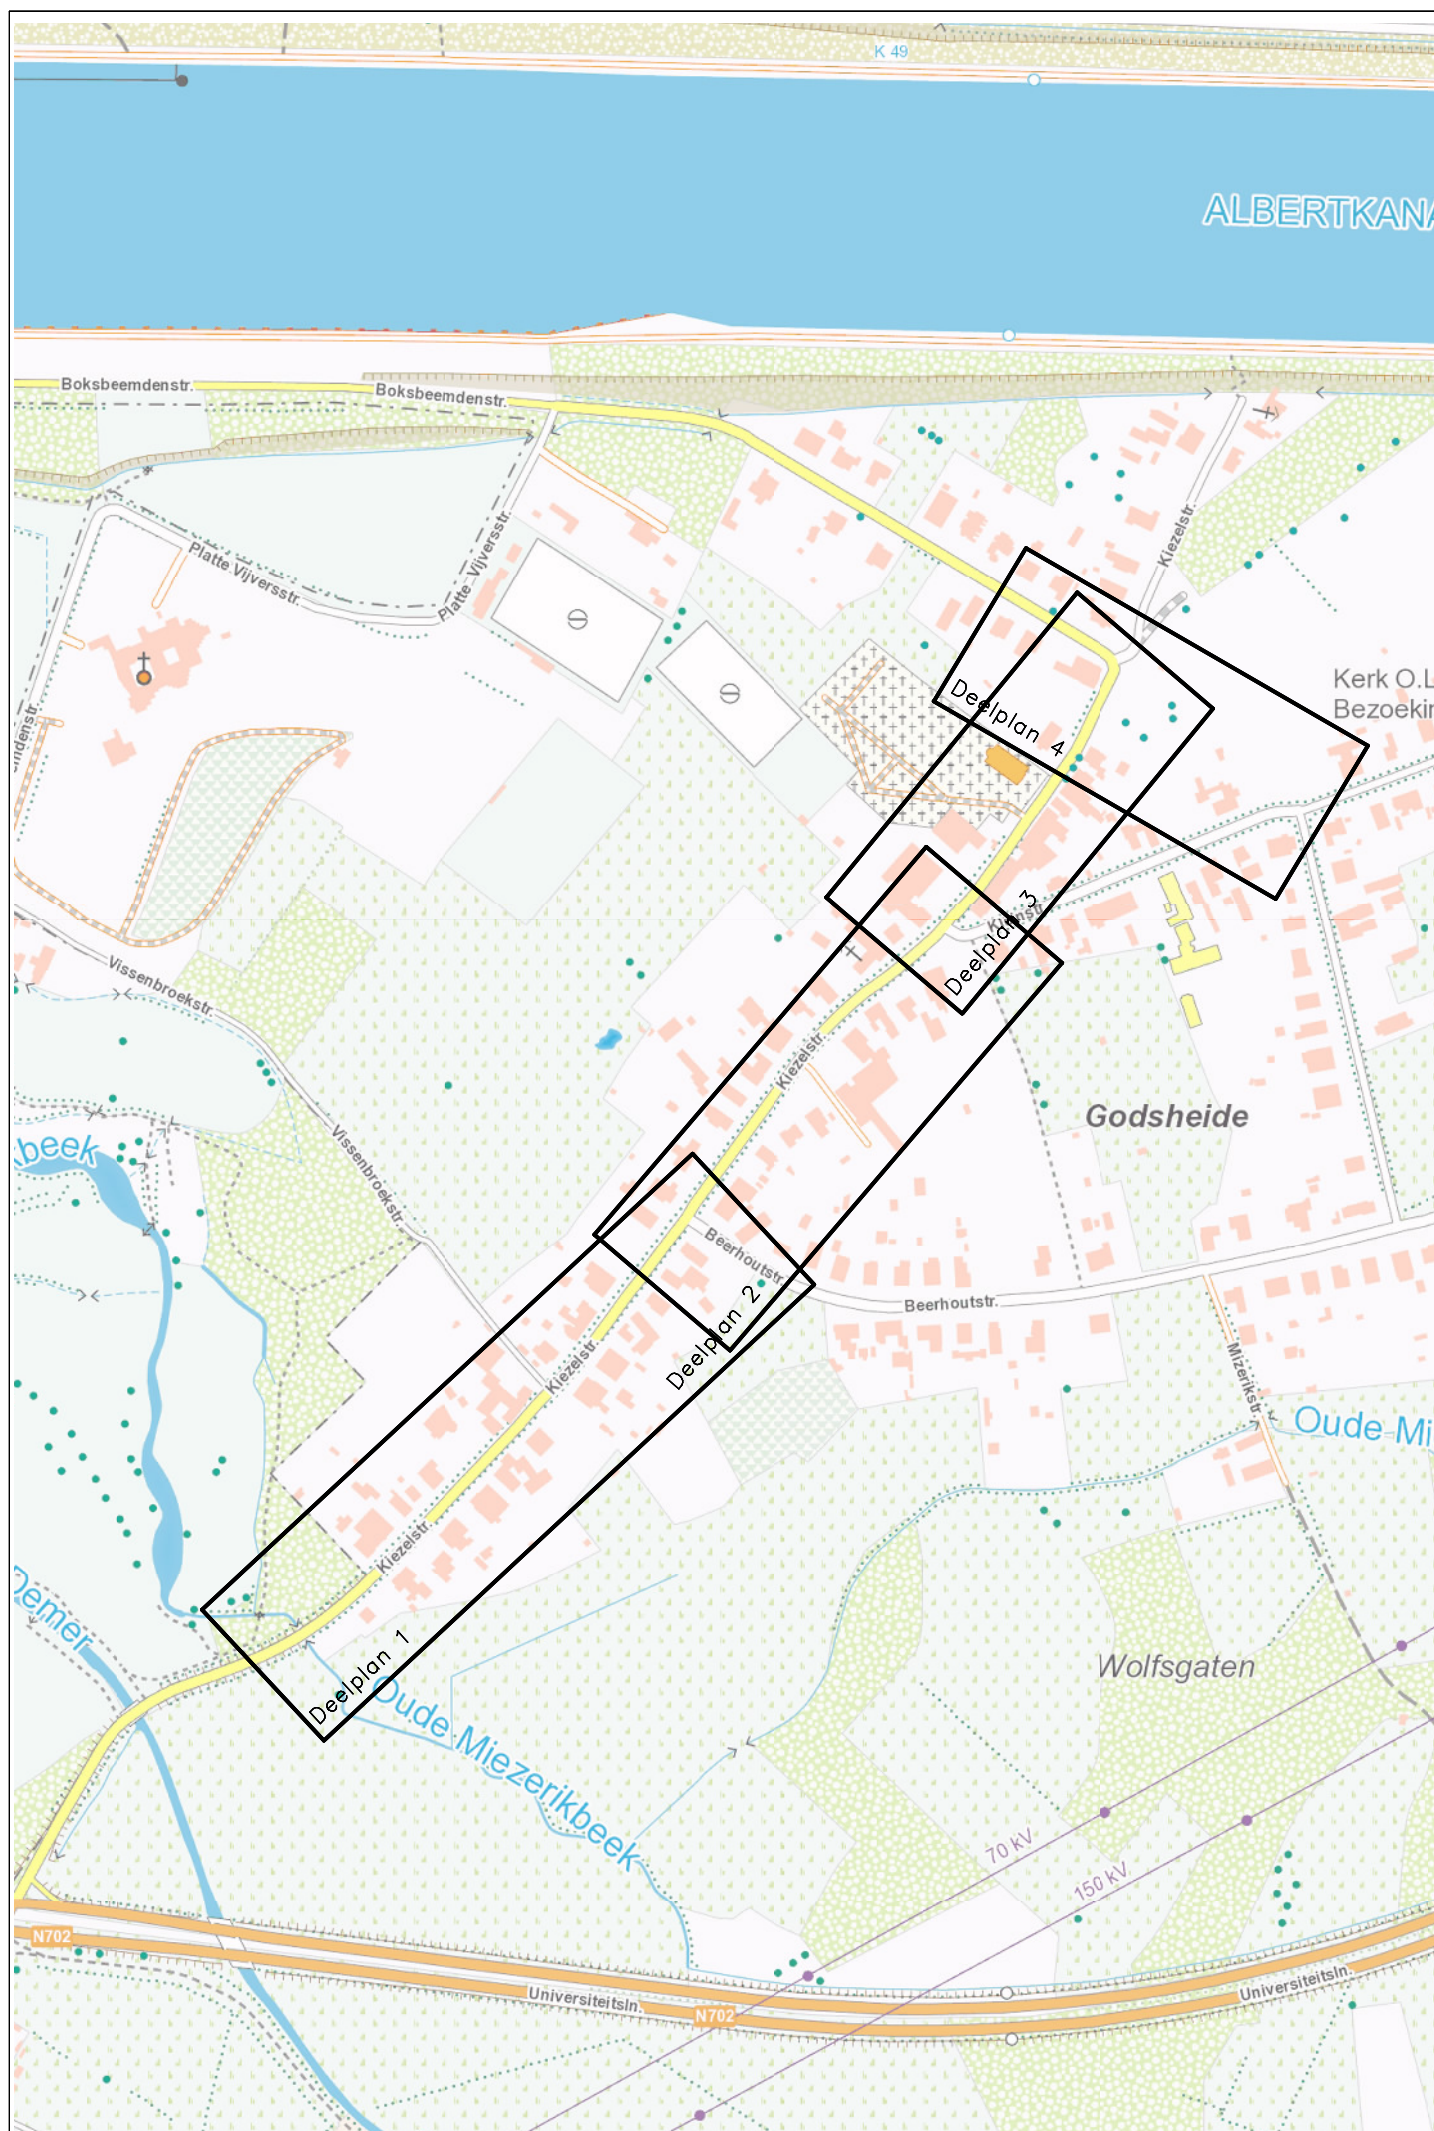 K 49
ALBERTKANA
Boksbeemdenstr.
Boksbeemdenstr.
Platte Vijversstr.
Platte Vijversstr.
Kiezelstr.
Kerk O.L
Bezoekin
Deelplan 4
Deelplan 3
Vissenbroekstr.
Kiezelstr.
Godsheide
kbeek
Vissenbroekstr.
Beerhoutstr.
Beerhoutstr.
Deelplan 2
Kiezelstr.
Mizerikstr.
Oude Mi
Kiezelstr.
Demer
Deelplan 1
Oude Miezerikbeek
Wolfsgaten
70 kV
150 kV
N702
Universiteitsln.
N702
Universiteitsln.